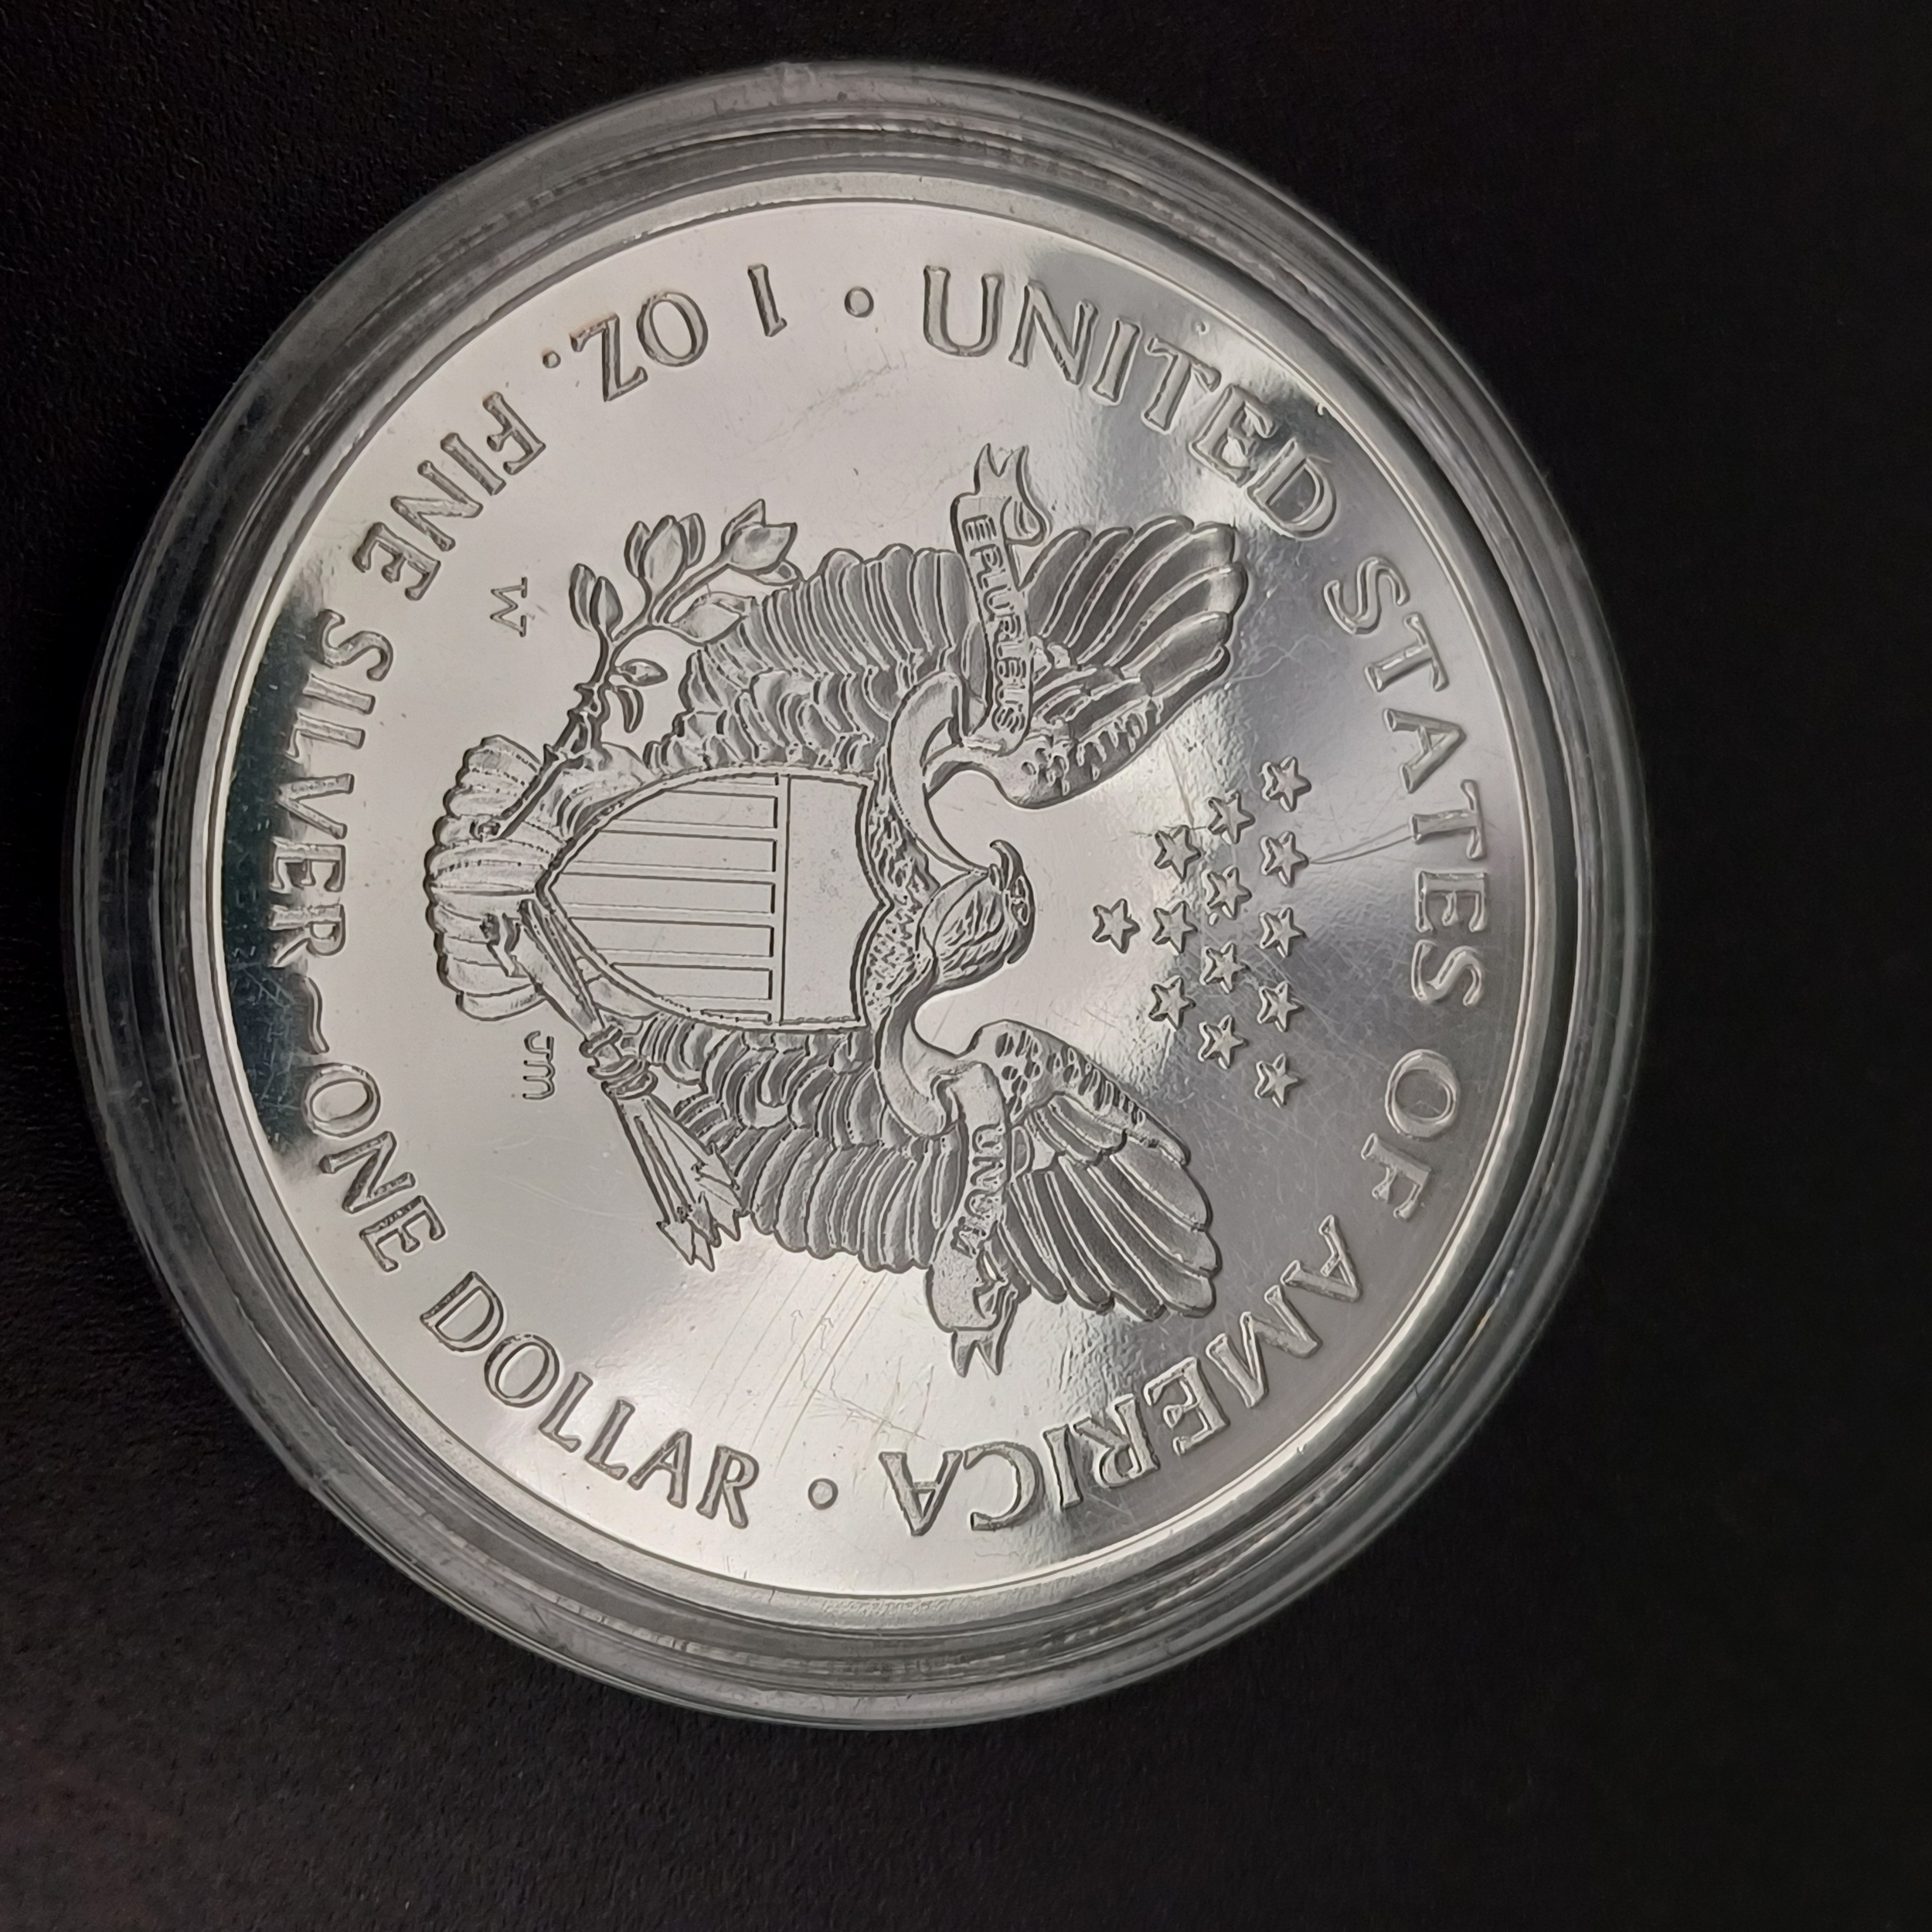 UNITED STATES OF AMERICA
E PLURIBUS
UNUM
W
JM
• 1 OZ. FINE SILVER~ONE DOLLAR •